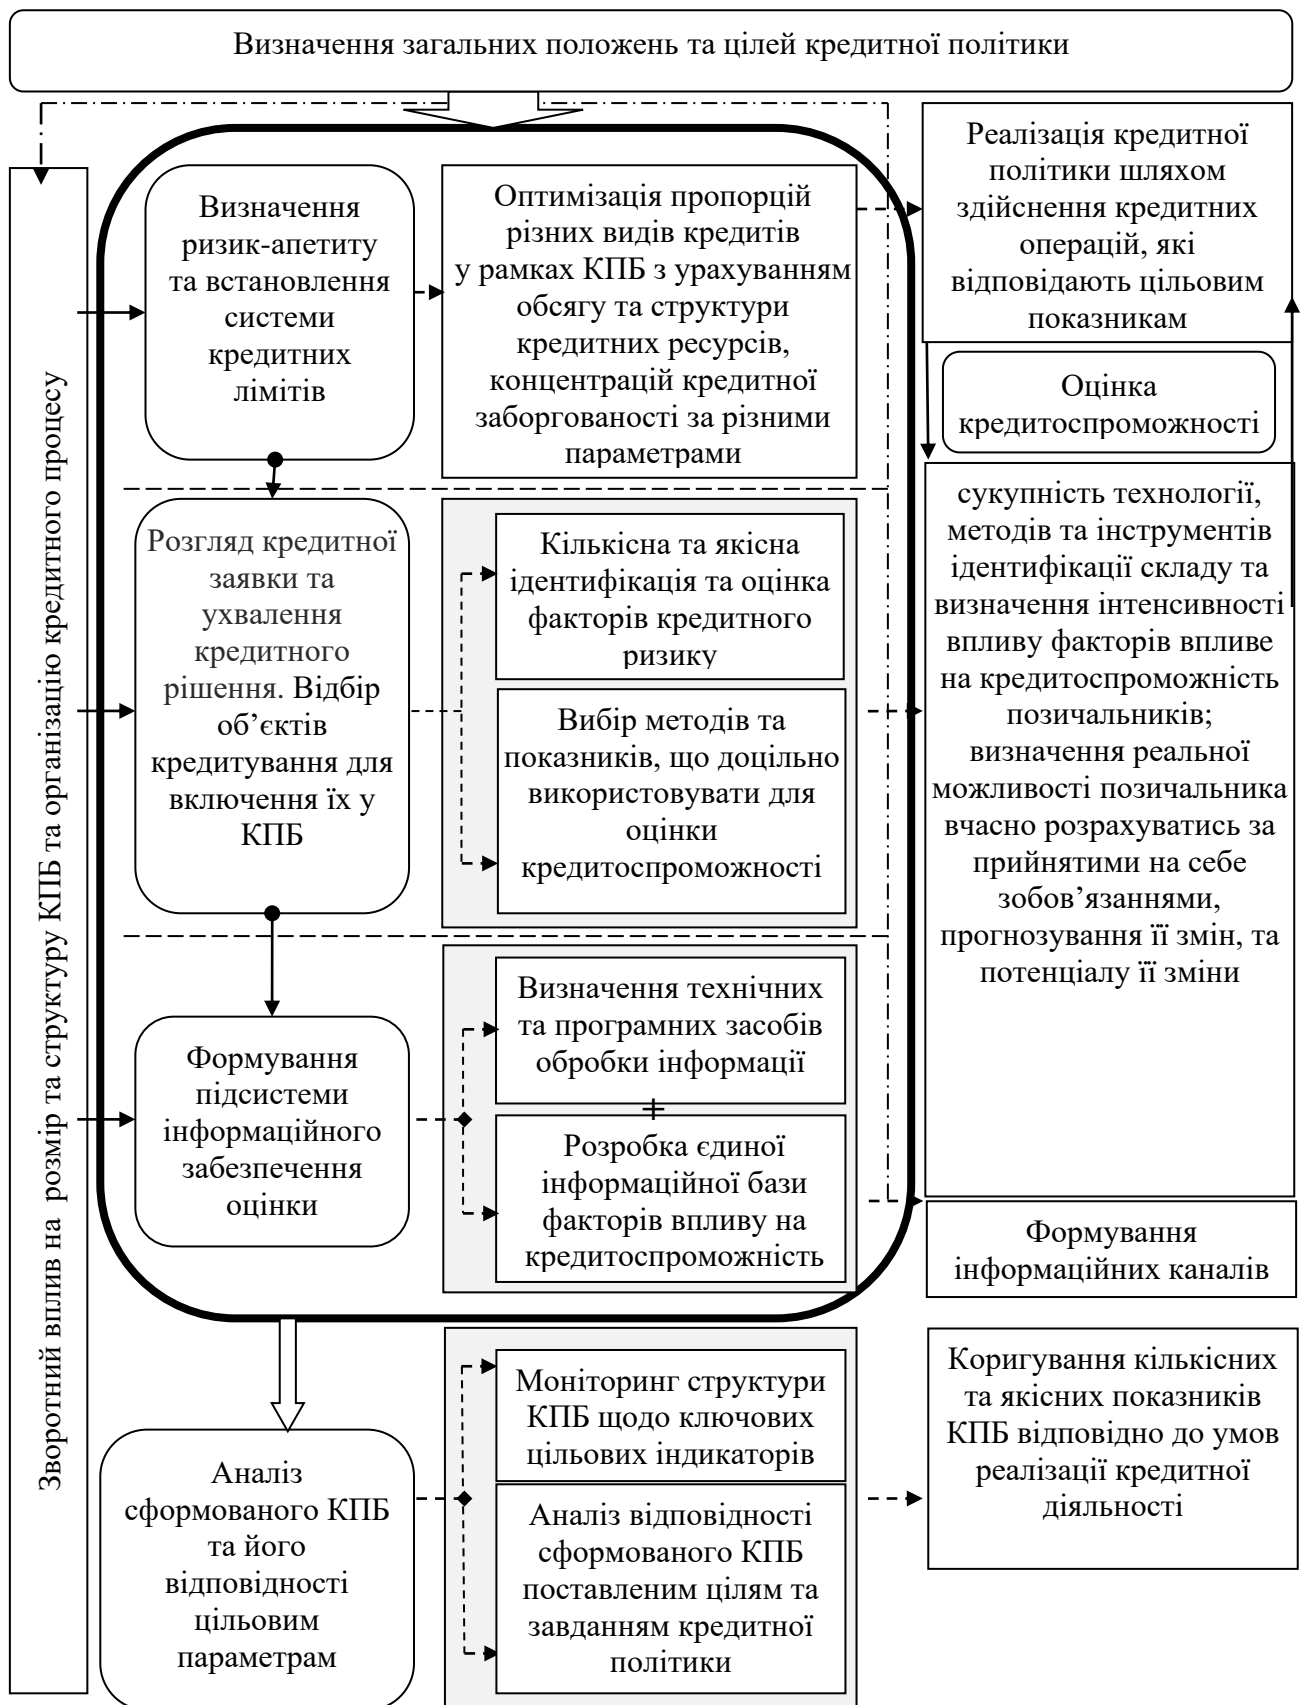 Визначення загальних положень та цілей кредитної політики
Зворотний вплив на розмір та структуру КПБ та організацію кредитного процесу
Визначення
ризик-апетиту
та встановлення
системи
кредитних
лімітів
Оптимізація пропорцій
різних видів кредитів
у рамках КПБ з урахуванням
обсягу та структури
кредитних ресурсів,
концентрацій кредитної
заборгованості за різними
параметрами
Реалізація кредитної
політики шляхом
здійснення кредитних
операцій, які
відповідають цільовим
показникам
Оцінка
кредитоспроможності
Розгляд кредитної
заявки та
ухвалення
кредитного
рішення. Відбір
об’єктів
кредитування для
включення їх у
КПБ
Кількісна та якісна
ідентифікація та оцінка
факторів кредитного
ризику
Вибір методів та
показників, що доцільно
використовувати для
оцінки
кредитоспроможності
сукупність технології,
методів та інструментів
ідентифікації складу та
визначення інтенсивності
впливу факторів впливе
на кредитоспроможність
позичальників;
визначення реальної
можливості позичальника
вчасно розрахуватись за
прийнятими на себе
зобов’язаннями,
прогнозування її змін, та
потенціалу її зміни
Формування
підсистеми
інформаційного
забезпечення
оцінки
Визначення технічних
та програмних засобів
обробки інформації
+
Розробка єдиної
інформаційної бази
факторів впливу на
кредитоспроможність
Формування
інформаційних каналів
Аналіз
сформованого КПБ
та його
відповідності
цільовим
параметрам
Моніторинг структури
КПБ щодо ключових
цільових індикаторів
Аналіз відповідності
сформованого КПБ
поставленим цілям та
завданням кредитної
політики
Коригування кількісних
та якісних показників
КПБ відповідно до умов
реалізації кредитної
діяльності